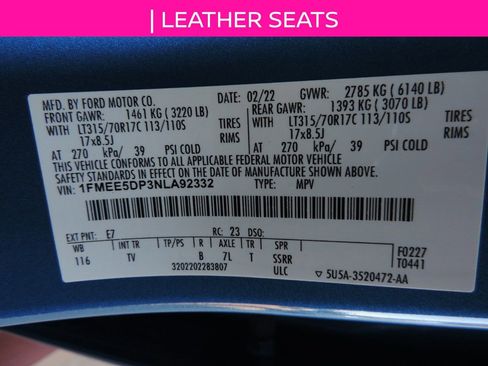 | LEATHER SEATS
MFD. BY FORD MOTOR CO.
DATE: 02/22 GVWR: 2785 KG ( 6140 LB)
FRONT GAWR: 1461 KG ( 3220 LB) REAR GAWR: 1393 KG ( 3070 LB)
WITH LT315/70R17C 113/110S TIRES WITH LT315/70R17C 113/110S TIRES
17x8.5J RIMS 17x8.5J RIMS
AT 270 kPa/ 39 PSI COLD AT 270 kPa/ 39 PSI COLD
THIS VEHICLE CONFORMS TO ALL APPLICABLE FEDERAL MOTOR VEHICLE
SAFETY STANDARDS IN EFFECT ON THE DATE OF MANUFACTURE SHOWN ABOVE.
VIN: 1FMEE5DP3NLA92332 TYPE: MPV
EXT PNT: E7 RC: 23 DSO:
WB INT TR TP/PS R AXLE TR SPR F0227
116 TV B 7L T SSRR T0441
3202202283807 ULC 5U5A-3520472-AA